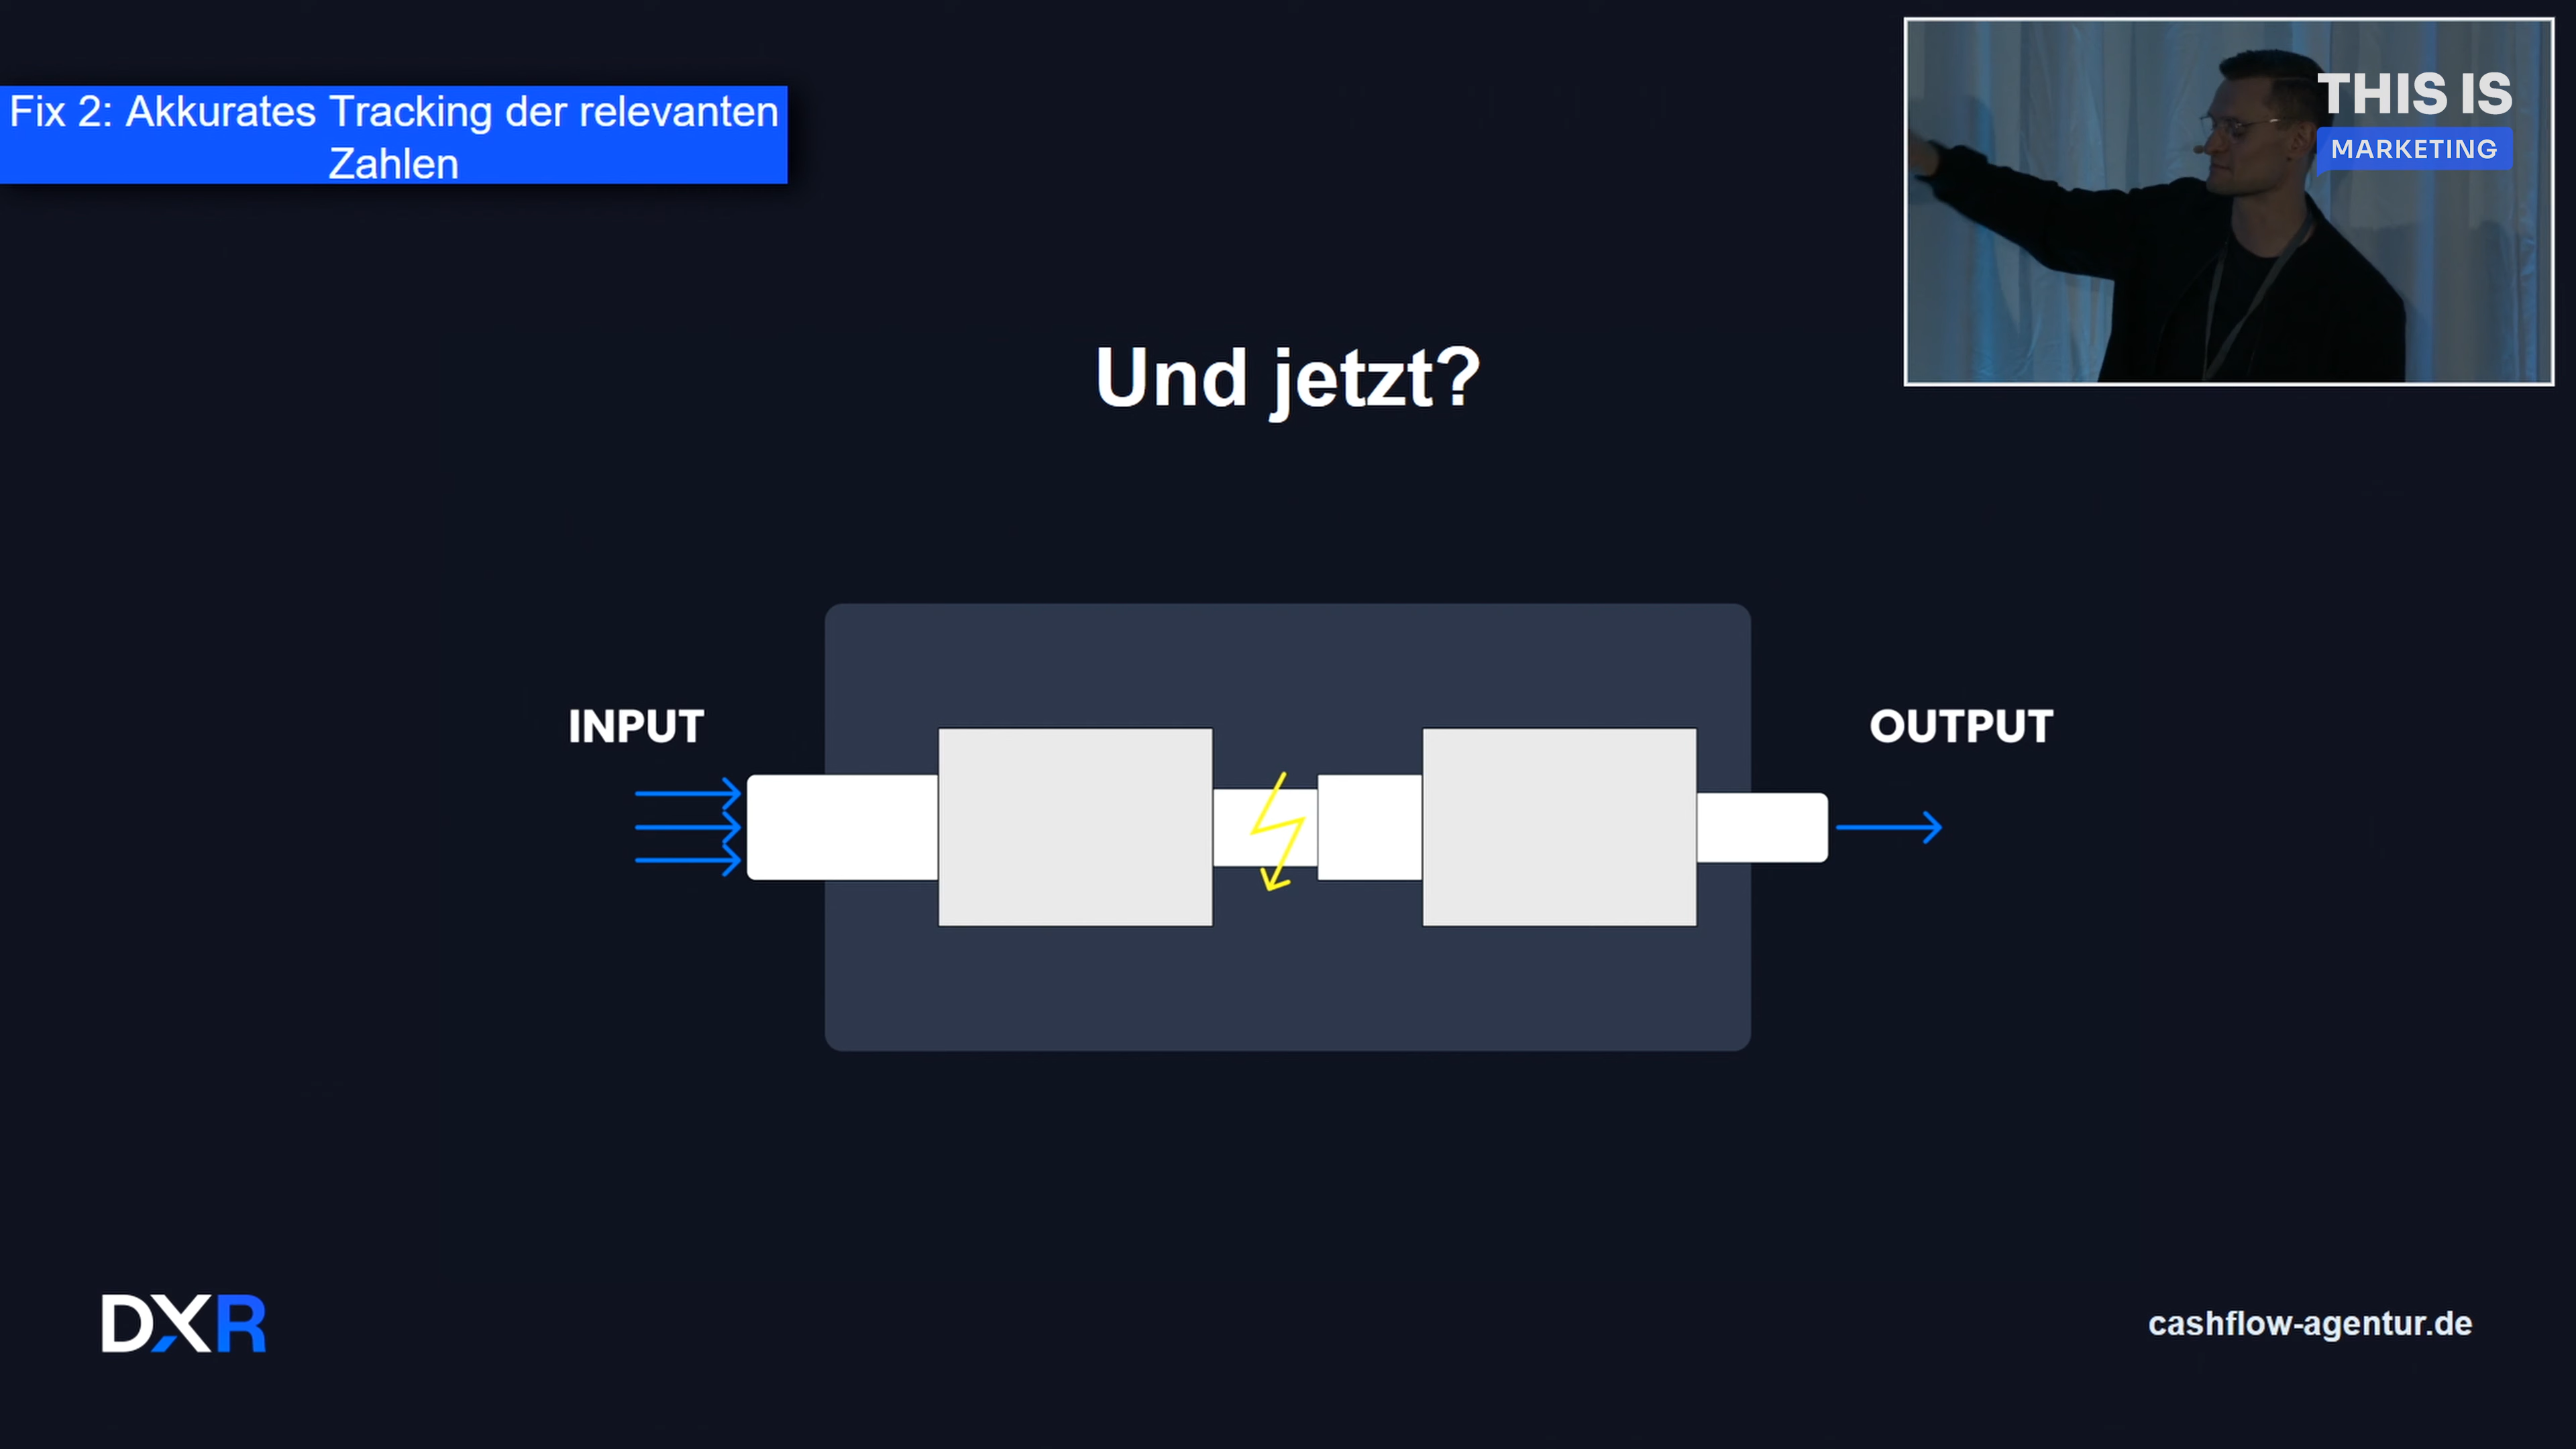 Fix 2: Akkurates Tracking der relevanten
Zahlen
THIS IS
MARKETING
Und jetzt?
INPUT
OUTPUT
DXR
cashflow-agentur.de